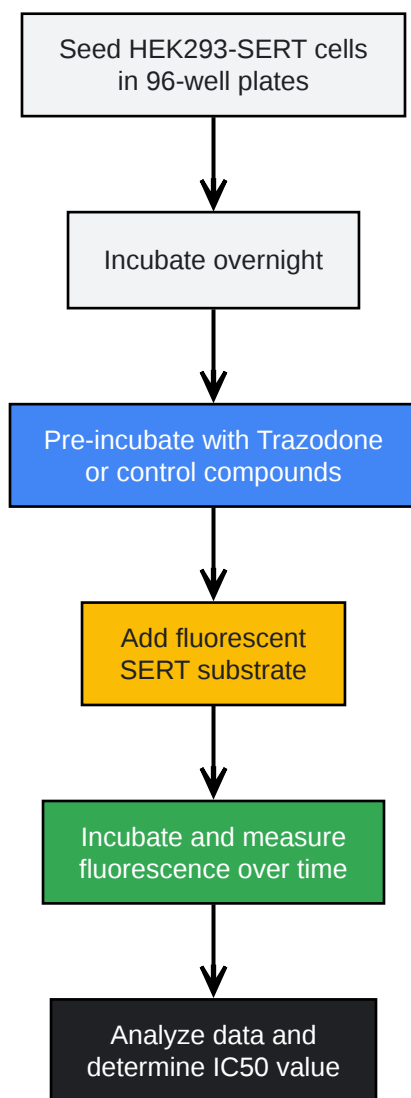 Seed HEK293-SERT cells
in 96-well plates
Incubate overnight
Pre-incubate with Trazodone
or control compounds
Add fluorescent
SERT substrate
Incubate and measure
fluorescence over time
Analyze data and
determine IC50 value